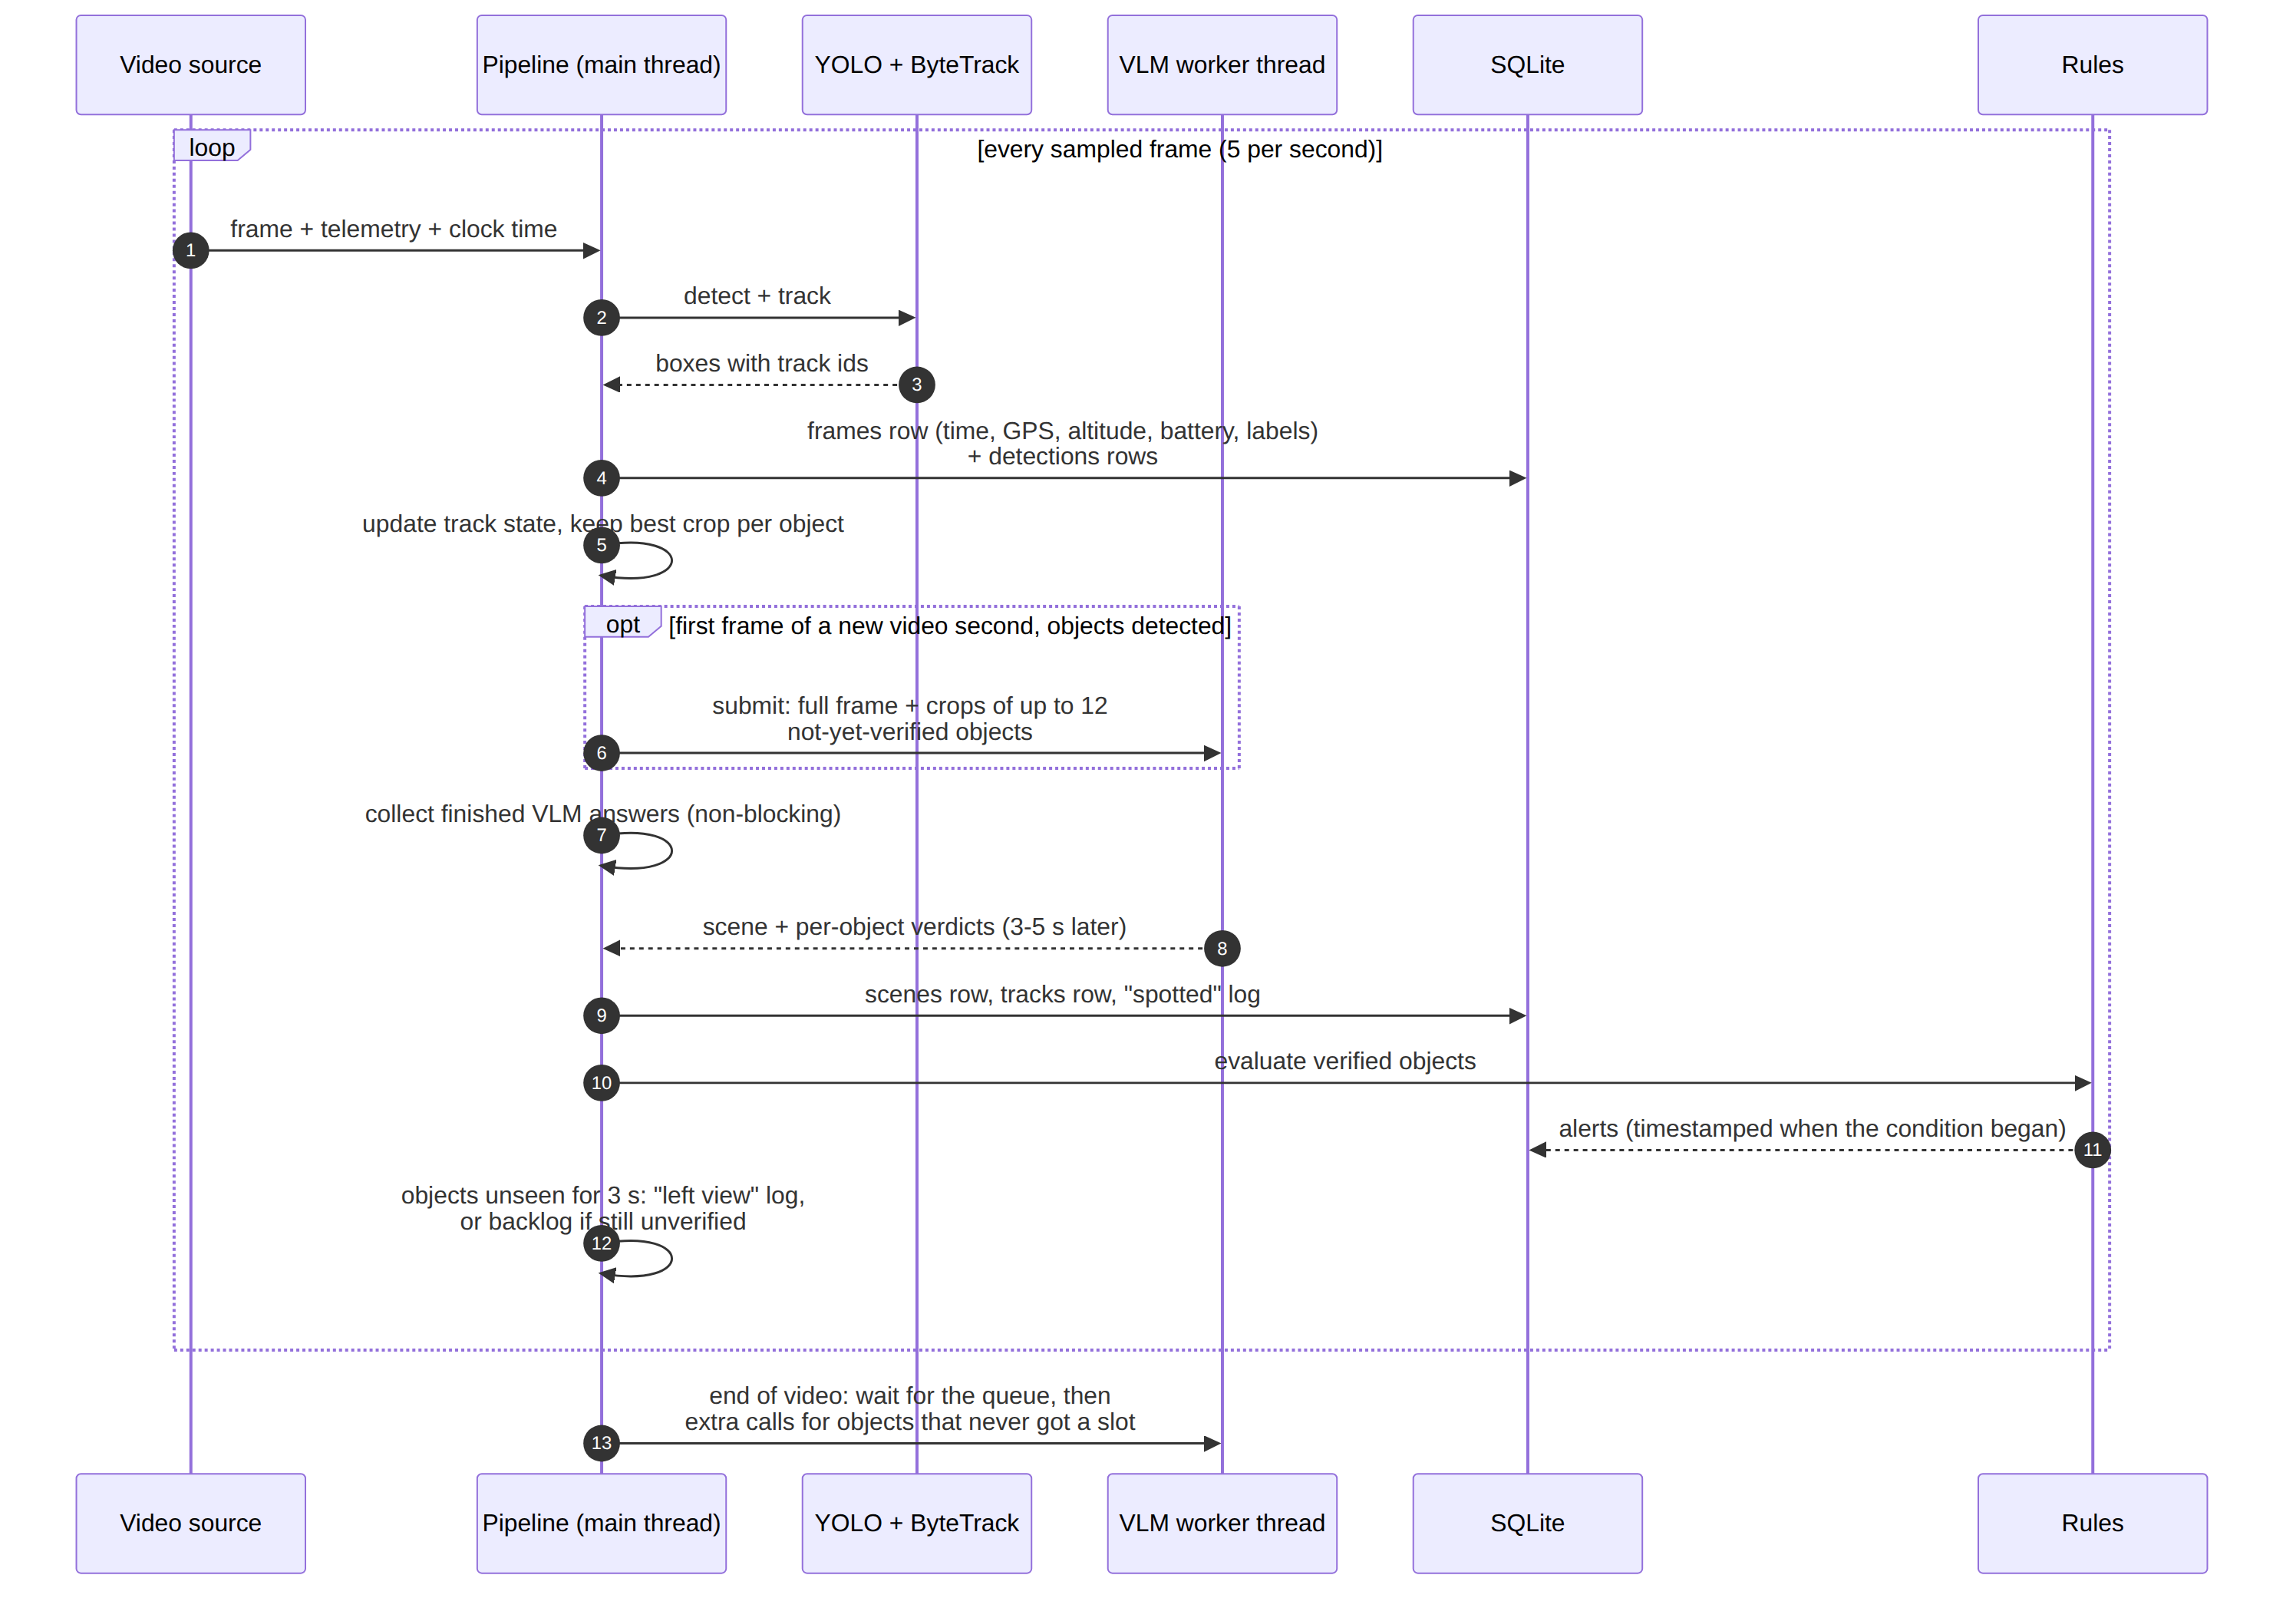 Video source
Pipeline (main thread)
YOLO + ByteTrack
VLM worker thread
SQLite
Rules
loop
[every sampled frame (5 per second)]
frame + telemetry + clock time
1
detect + track
2
boxes with track ids
3
frames row (time, GPS, altitude, battery, labels)
+ detections rows
4
update track state, keep best crop per object
5
opt
[first frame of a new video second, objects detected]
submit: full frame + crops of up to 12
not-yet-verified objects
6
collect finished VLM answers (non-blocking)
7
scene + per-object verdicts (3-5 s later)
8
scenes row, tracks row, "spotted" log
9
evaluate verified objects
10
alerts (timestamped when the condition began)
11
objects unseen for 3 s: "left view" log,
or backlog if still unverified
12
end of video: wait for the queue, then
extra calls for objects that never got a slot
13
Video source
Pipeline (main thread)
YOLO + ByteTrack
VLM worker thread
SQLite
Rules